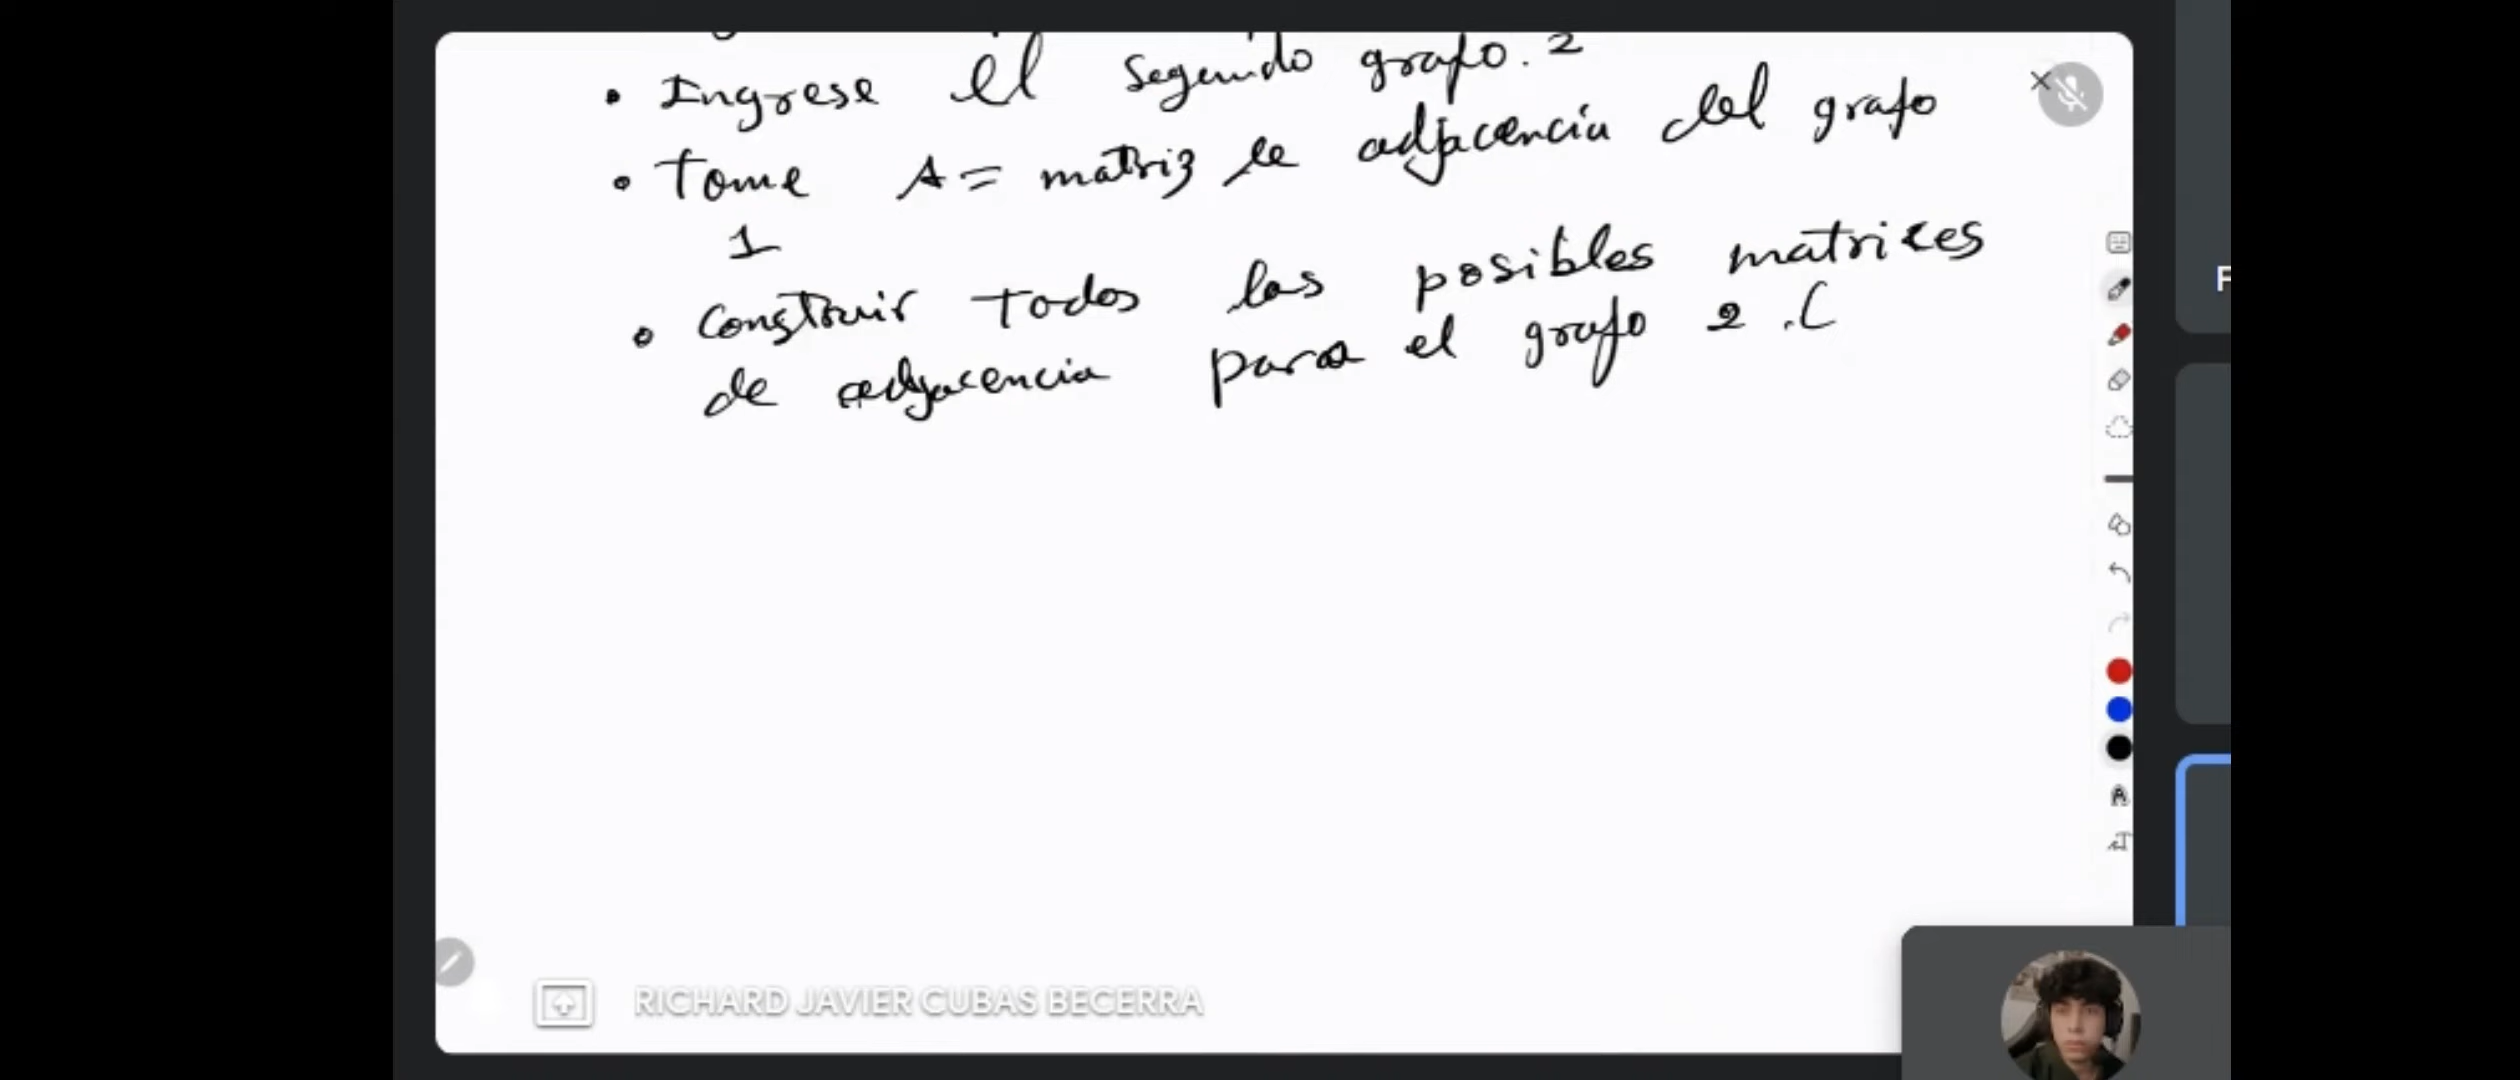 • Ingrese el segundo grafo. 2
• Tome A = matriz de adjacencia del grafo
1
• Construir todos las posibles matrices
de adyacencia para el grafo 2. (
F
RICHARD JAVIER CUBAS BECERRA